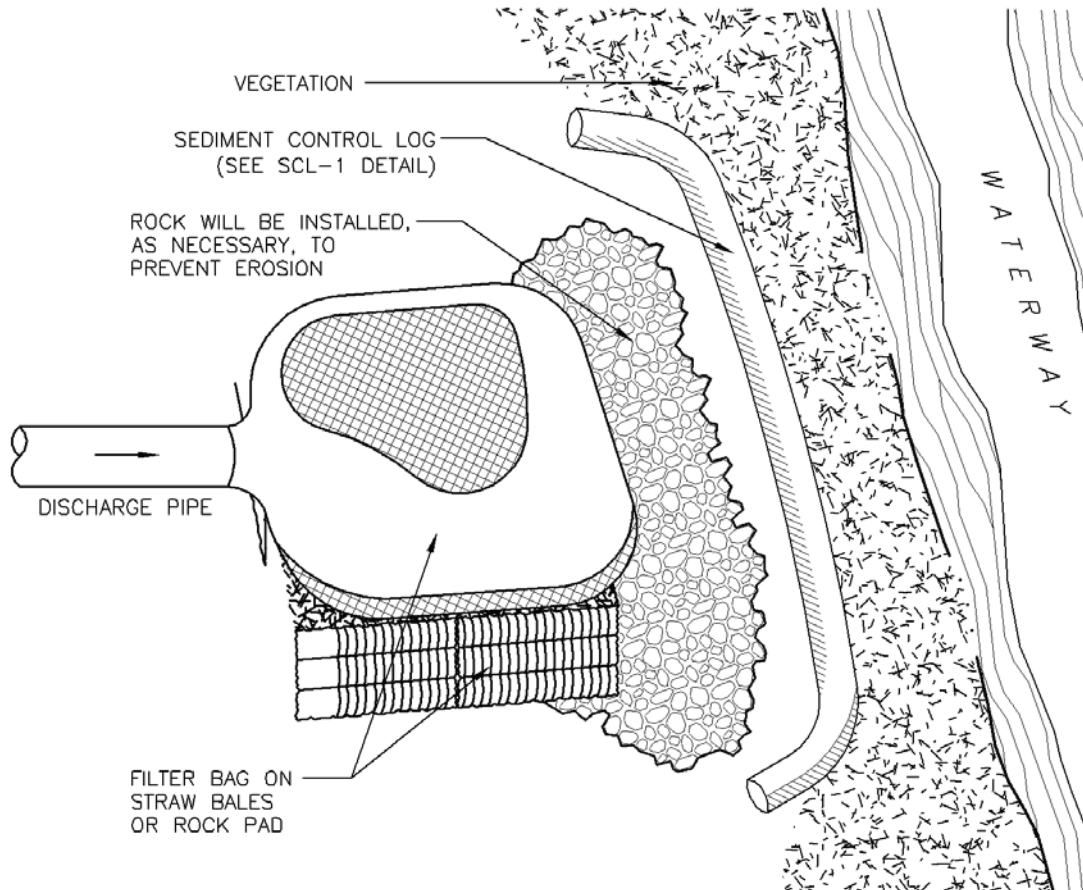 VEGETATION
SEDIMENT CONTROL LOG
(SEE SCL-1 DETAIL)
ROCK WILL BE INSTALLED,
AS NECESSARY, TO
PREVENT EROSION
WATERWAY
DISCHARGE PIPE
FILTER BAG ON
STRAW BALES
OR ROCK PAD